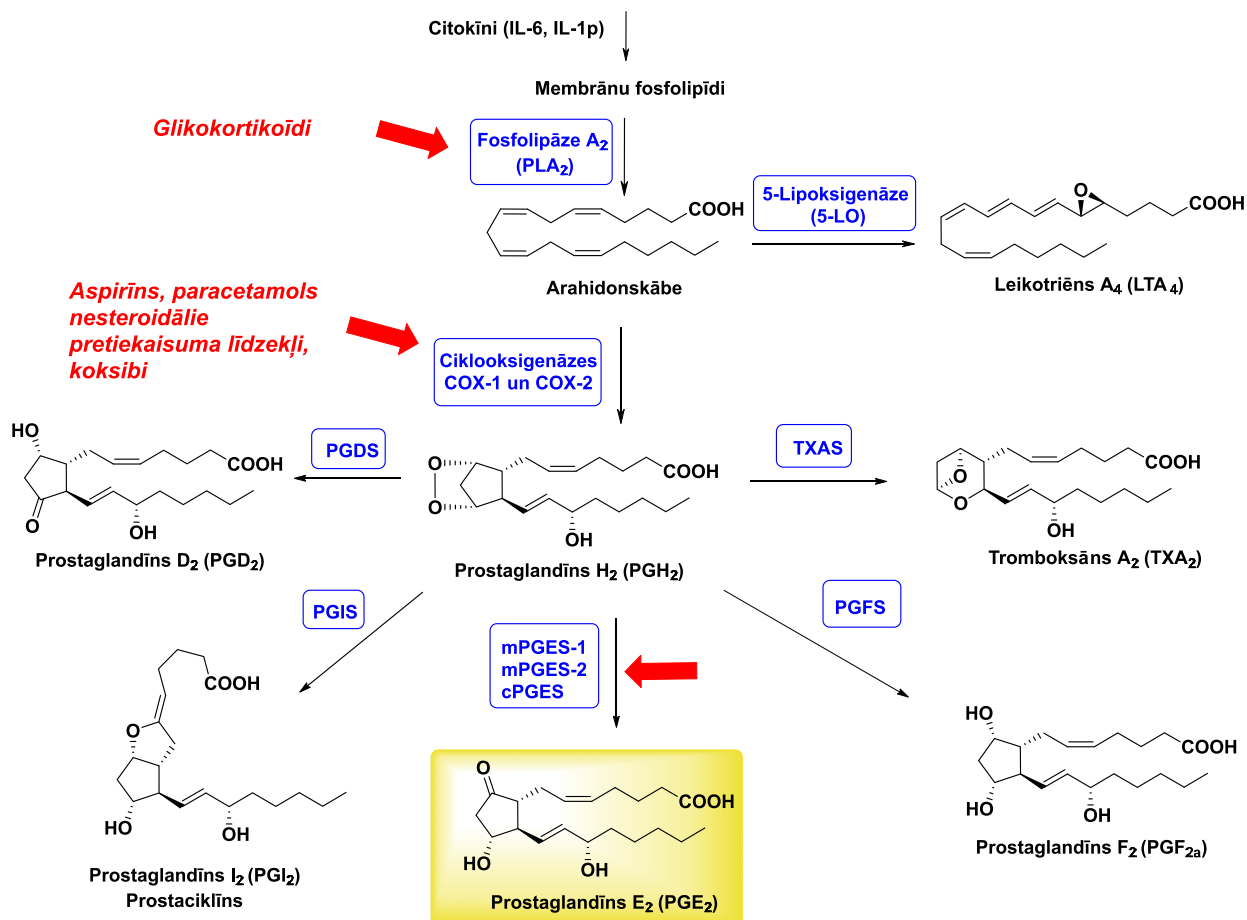 Citokīni (IL-6, IL-1p)
Membrānu fosfolipīdi
Glikokortikoīdi
Fosfolipāze A₂
(PLA₂)
5-Lipoksigenāze
(5-LO)
COOH
O
COOH
Arahidonskābe
Leikotriēns A₄ (LTA₄)
Aspirīns, paracetamols
nesteroidālie
pretiekaisuma līdzekļi,
koksibi
Ciklooksigenāzes
COX-1 un COX-2
HO
COOH
O
OH
Prostaglandīns D₂ (PGD₂)
PGDS
O
O
COOH
OH
Prostaglandīns H₂ (PGH₂)
TXAS
O
O
COOH
OH
Tromboksāns A₂ (TXA₂)
PGIS
mPGES-1
mPGES-2
cPGES
PGFS
COOH
O
HO
OH
Prostaglandīns I₂ (PGI₂)
Prostaciklīns
O
COOH
HO
OH
Prostaglandīns E₂ (PGE₂)
HO
COOH
HO
OH
Prostaglandīns F₂ (PGF₂ₐ)